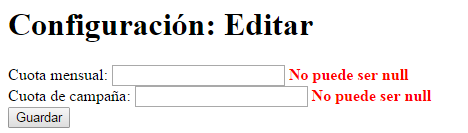 Configuración: Editar
Cuota mensual: No puede ser null
Cuota de campaña: No puede ser null
Guardar